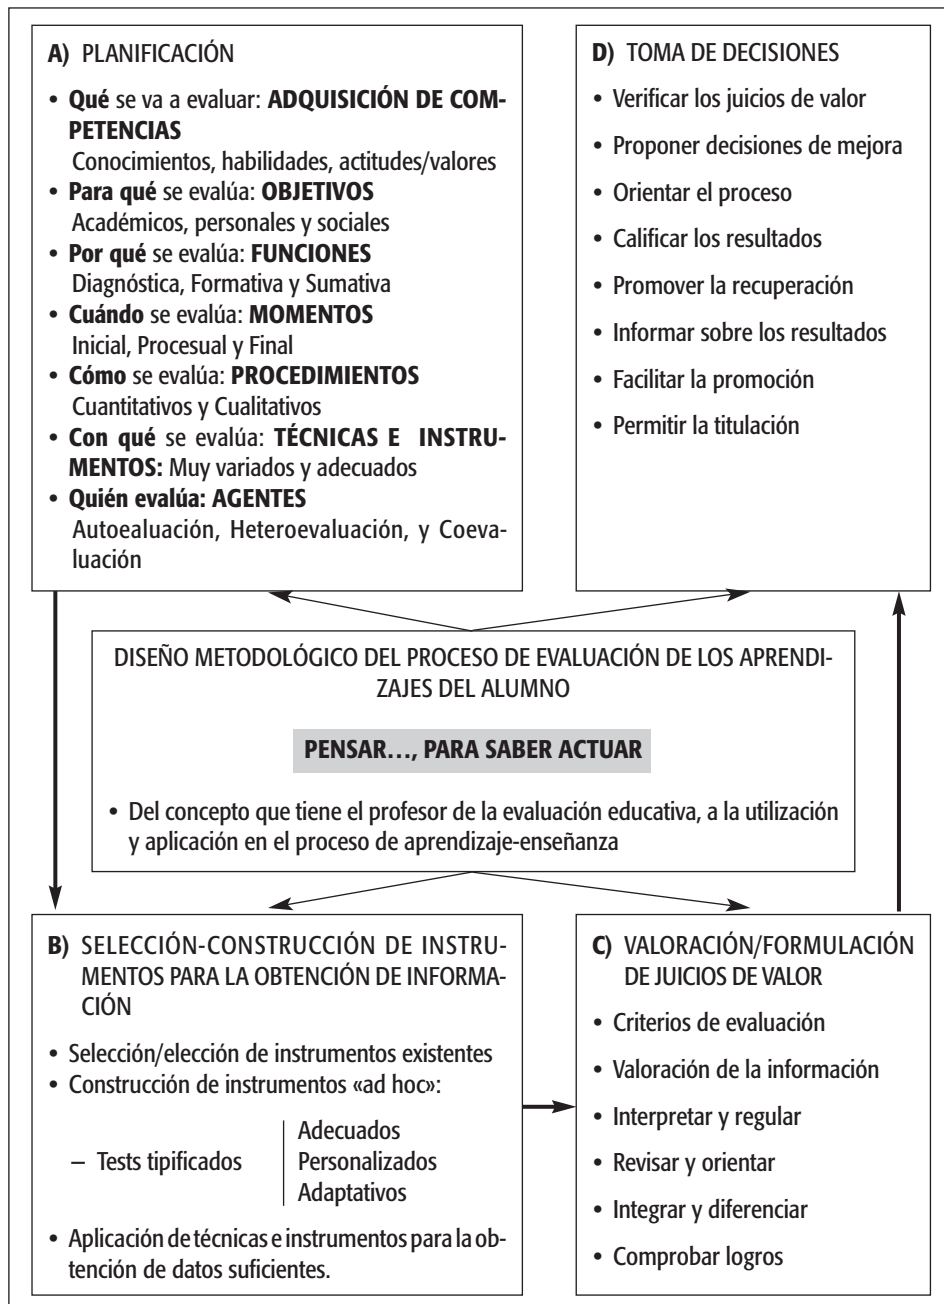 A) PLANIFICACIÓN
• Qué se va a evaluar: ADQUISICIÓN DE COM-
PETENCIAS
Conocimientos, habilidades, actitudes/valores
• Para qué se evalúa: OBJETIVOS
Académicos, personales y sociales
• Por qué se evalúa: FUNCIONES
Diagnóstica, Formativa y Sumativa
• Cuándo se evalúa: MOMENTOS
Inicial, Procesual y Final
• Cómo se evalúa: PROCEDIMIENTOS
Cuantitativos y Cualitativos
• Con qué se evalúa: TÉCNICAS E INSTRU-
MENTOS: Muy variados y adecuados
• Quién evalúa: AGENTES
Autoealuación, Heteroevaluación, y Coeva-
luación
D) TOMA DE DECISIONES
• Verificar los juicios de valor
• Proponer decisiones de mejora
• Orientar el proceso
• Calificar los resultados
• Promover la recuperación
• Informar sobre los resultados
• Facilitar la promoción
• Permitir la titulación
DISEÑO METODOLÓGICO DEL PROCESO DE EVALUACIÓN DE LOS APRENDI-
ZAJES DEL ALUMNO
PENSAR…, PARA SABER ACTUAR
• Del concepto que tiene el profesor de la evaluación educativa, a la utilización
y aplicación en el proceso de aprendizaje-enseñanza
B) SELECCIÓN-CONSTRUCCIÓN DE INSTRU-
MENTOS PARA LA OBTENCIÓN DE INFORMA-
CIÓN
• Selección/elección de instrumentos existentes
• Construcción de instrumentos «ad hoc»:
– Tests tipificados
Adecuados
Personalizados
Adaptativos
• Aplicación de técnicas e instrumentos para la ob-
tención de datos suficientes.
C) VALORACIÓN/FORMULACIÓN
DE JUICIOS DE VALOR
• Criterios de evaluación
• Valoración de la información
• Interpretar y regular
• Revisar y orientar
• Integrar y diferenciar
• Comprobar logros